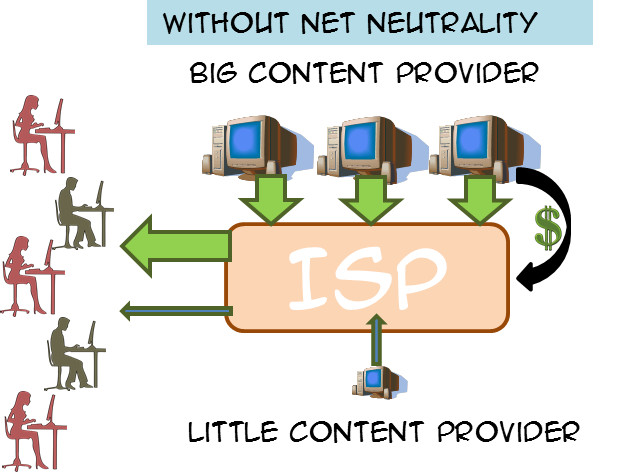 WITHOUT NET NEUTRALITY
BIG CONTENT PROVIDER
$
ISP
LITTLE CONTENT PROVIDER